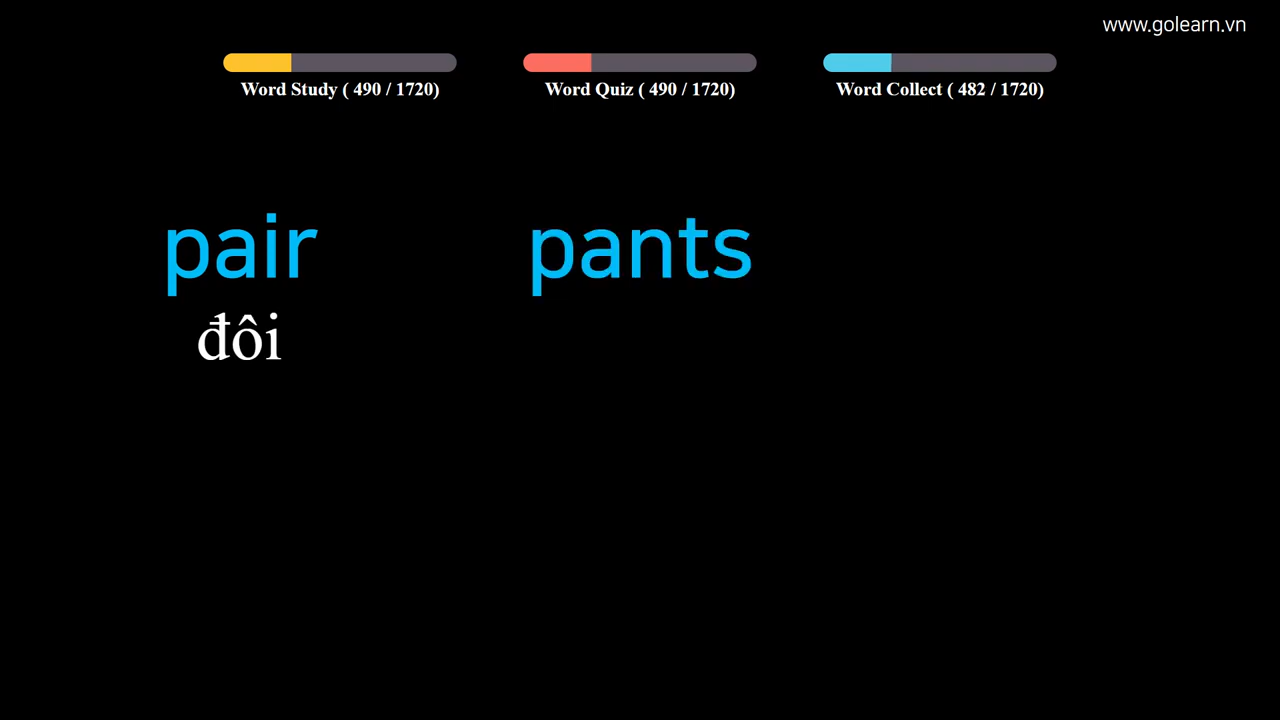 www.golearn.vn
Word Study ( 490 / 1720)
Word Quiz ( 490 / 1720)
Word Collect ( 482 / 1720)
pair
đôi
pants